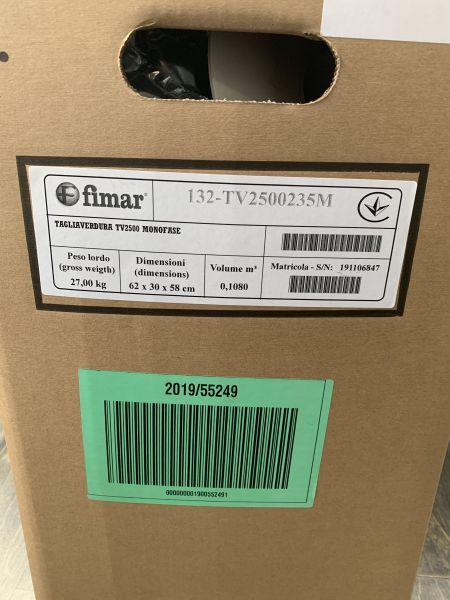 fimar®
132-TV2500235M
TAGLIAVERDURA TV2500 MONOFASE
Peso lordo
(gross weigth)
27,00 kg
Dimensioni
(dimensions)
62 x 30 x 58 cm
Volume m³
0,1080
Matricola - S/N: 191106847
2019/55249
0000000001900552491